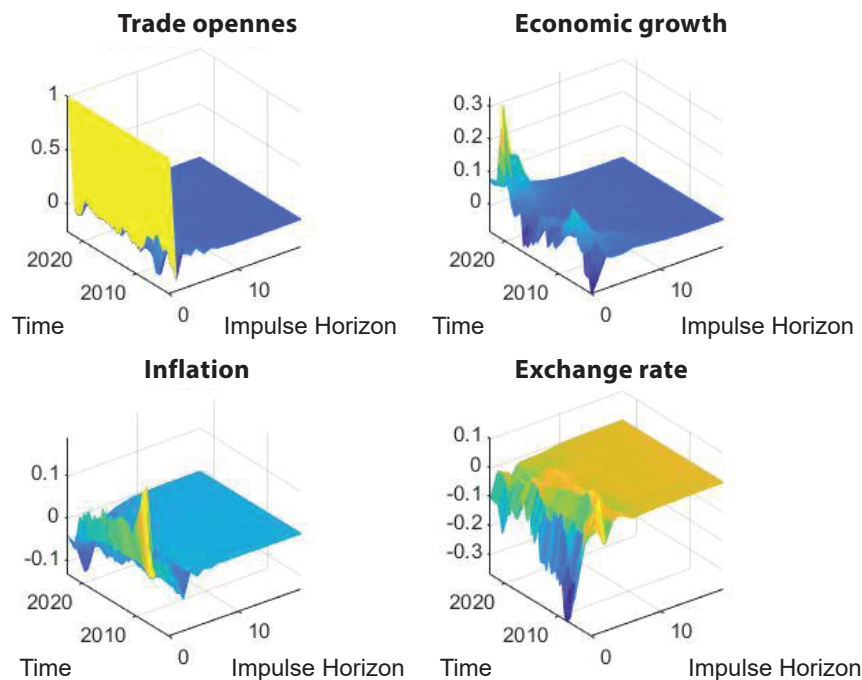 Trade opennes
1
0.5
0
2020
2010
0
10
Time
Impulse Horizon
Economic growth
0.3
0.2
0.1
0
2020
2010
0
10
Time
Impulse Horizon
Inflation
0.1
0
-0.1
2020
2010
0
10
Time
Impulse Horizon
Exchange rate
0.1
0
-0.1
-0.2
-0.3
2020
2010
0
10
Time
Impulse Horizon